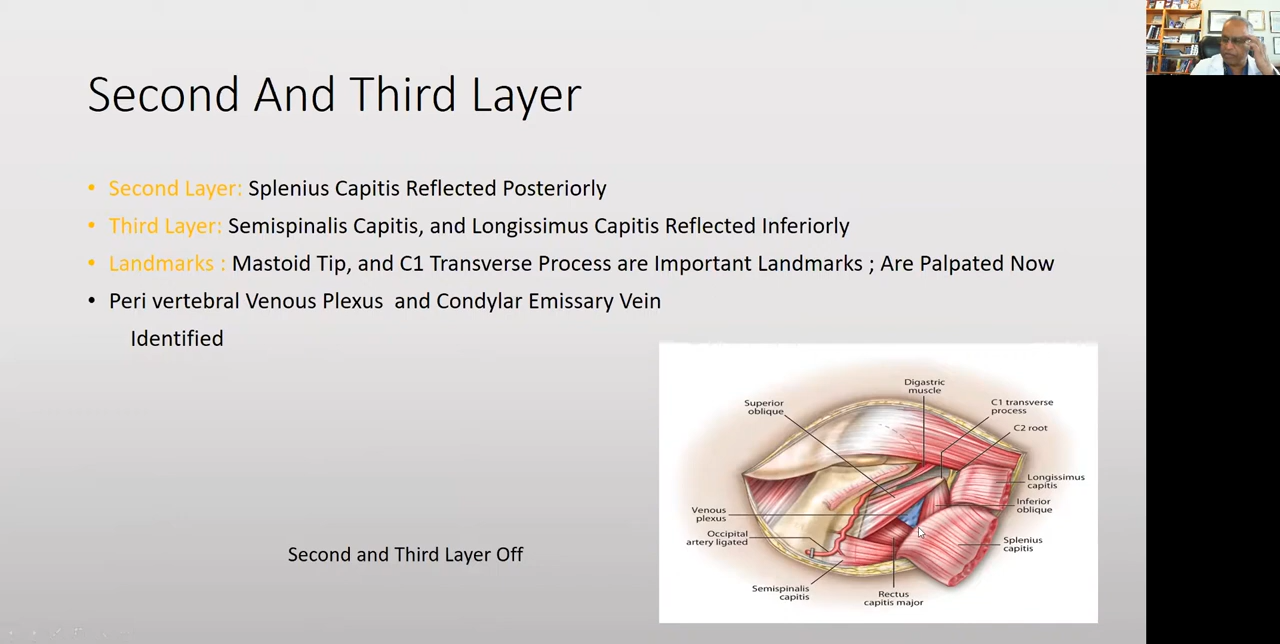 Second And Third Layer
• Second Layer: Splenius Capitis Reflected Posteriorly
• Third Layer: Semispinalis Capitis, and Longissimus Capitis Reflected Inferiorly
• Landmarks : Mastoid Tip, and C1 Transverse Process are Important Landmarks ; Are Palpated Now
• Peri vertebral Venous Plexus and Condylar Emissary Vein
Identified
Digastric
muscle
Superior
oblique
C1 transverse
process
C2 root
Longissimus
capitis
Inferior
oblique
Venous
plexus
Occipital
artery ligated
Splenius
capitis
Semispinalis
capitis
Rectus
capitis major
Second and Third Layer Off